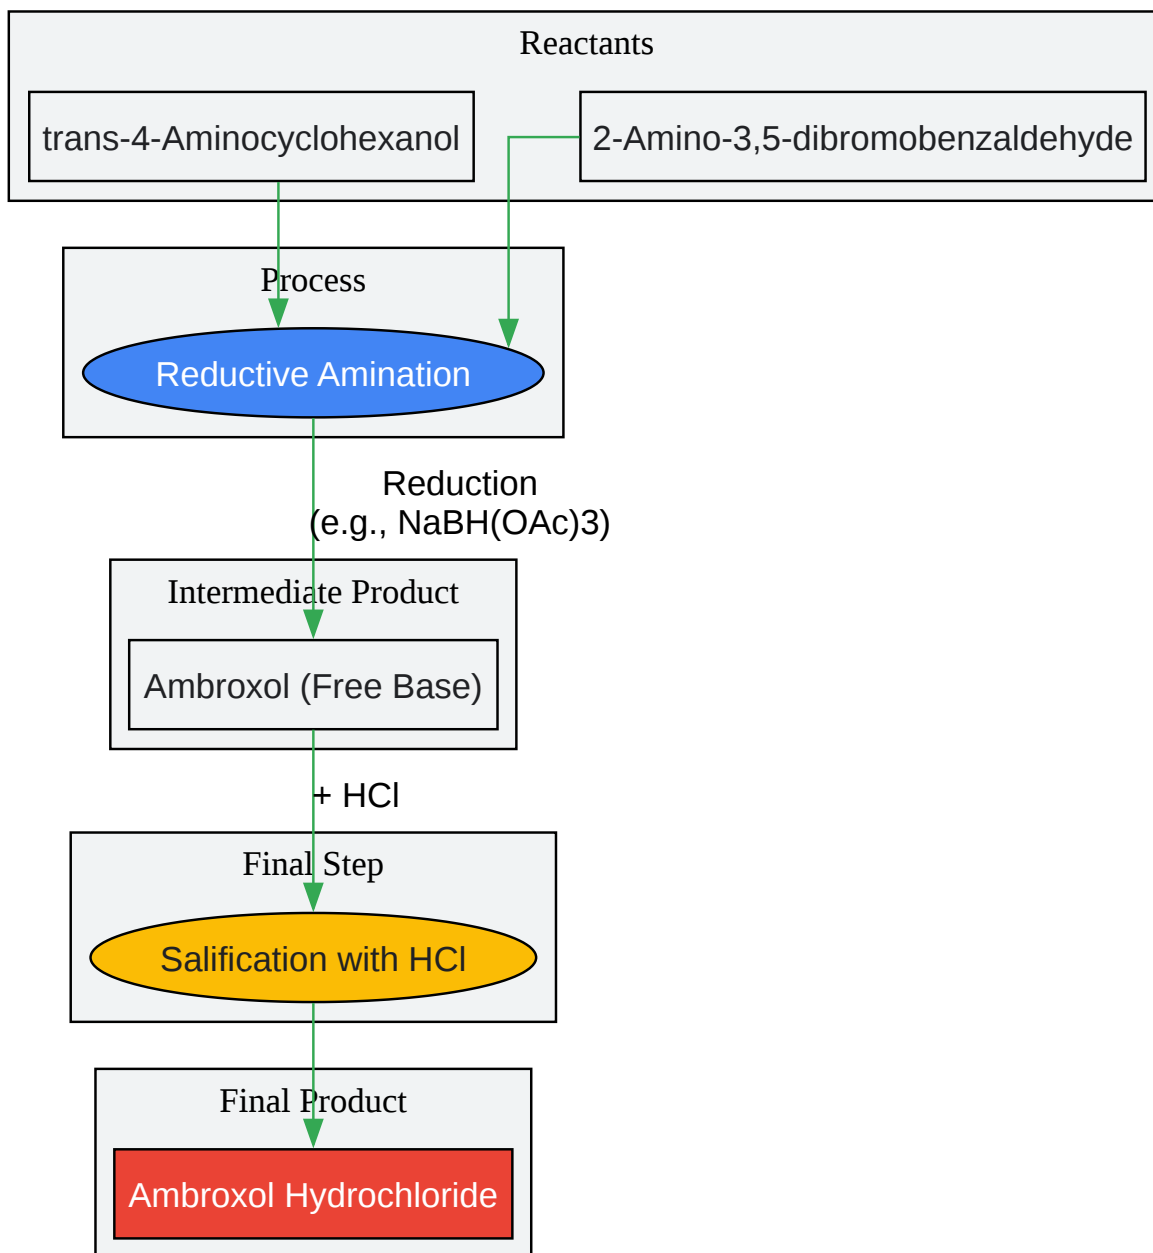 Reactants
trans-4-Aminocyclohexanol
2-Amino-3,5-dibromobenzaldehyde
Process
Reductive Amination
Reduction
(e.g., NaBH(OAc)3)
Intermediate Product
Ambroxol (Free Base)
+ HCl
Final Step
Salification with HCl
Final Product
Ambroxol Hydrochloride